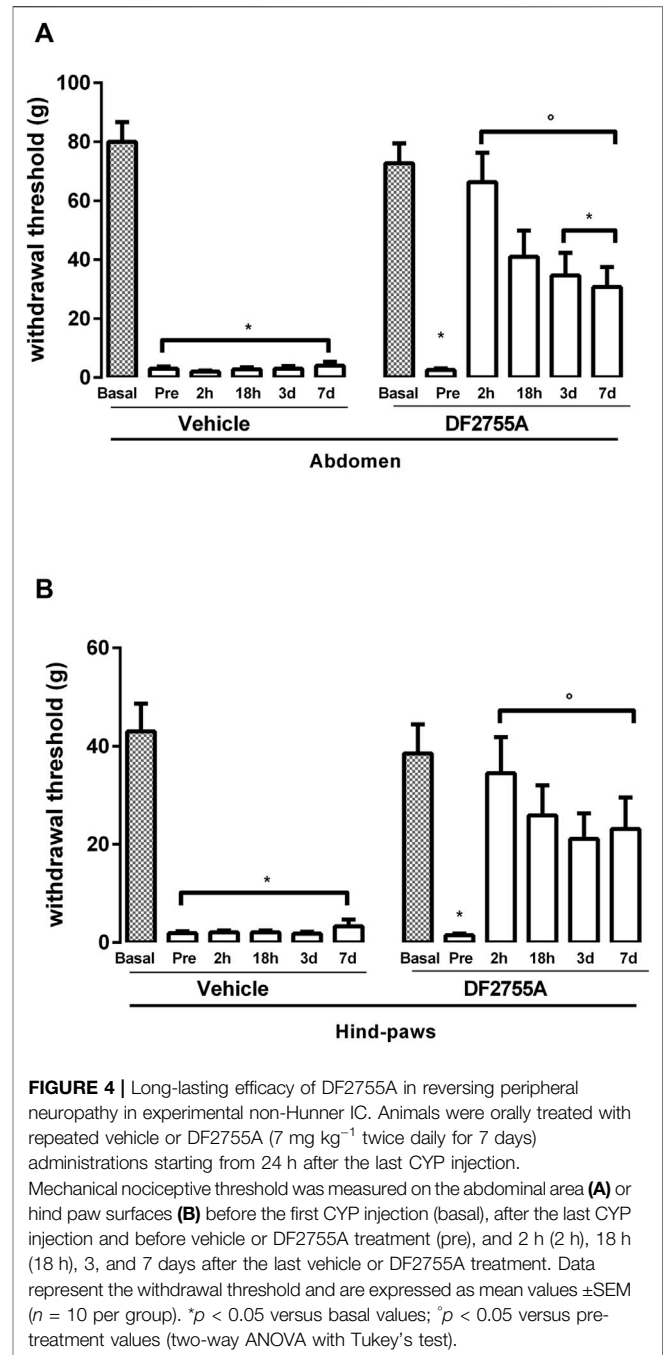 A
withdrawal threshold (g)
100
80
60
40
20
0
°
*
*
*
Basal Pre 2h 18h 3d 7d Basal Pre 2h 18h 3d 7d
Vehicle DF2755A
Abdomen
B
withdrawal threshold (g)
60
40
20
0
°
*
*
Basal Pre 2h 18h 3d 7d Basal Pre 2h 18h 3d 7d
Vehicle DF2755A
Hind-paws
FIGURE 4 | Long-lasting efficacy of DF2755A in reversing peripheral
neuropathy in experimental non-Hunner IC. Animals were orally treated with
repeated vehicle or DF2755A (7 mg kg⁻¹ twice daily for 7 days)
administrations starting from 24 h after the last CYP injection.
Mechanical nociceptive threshold was measured on the abdominal area (A) or
hind paw surfaces (B) before the first CYP injection (basal), after the last CYP
injection and before vehicle or DF2755A treatment (pre), and 2 h (2 h), 18 h
(18 h), 3, and 7 days after the last vehicle or DF2755A treatment. Data
represent the withdrawal threshold and are expressed as mean values ±SEM
(n = 10 per group). *p < 0.05 versus basal values; °p < 0.05 versus pre-
treatment values (two-way ANOVA with Tukey’s test).